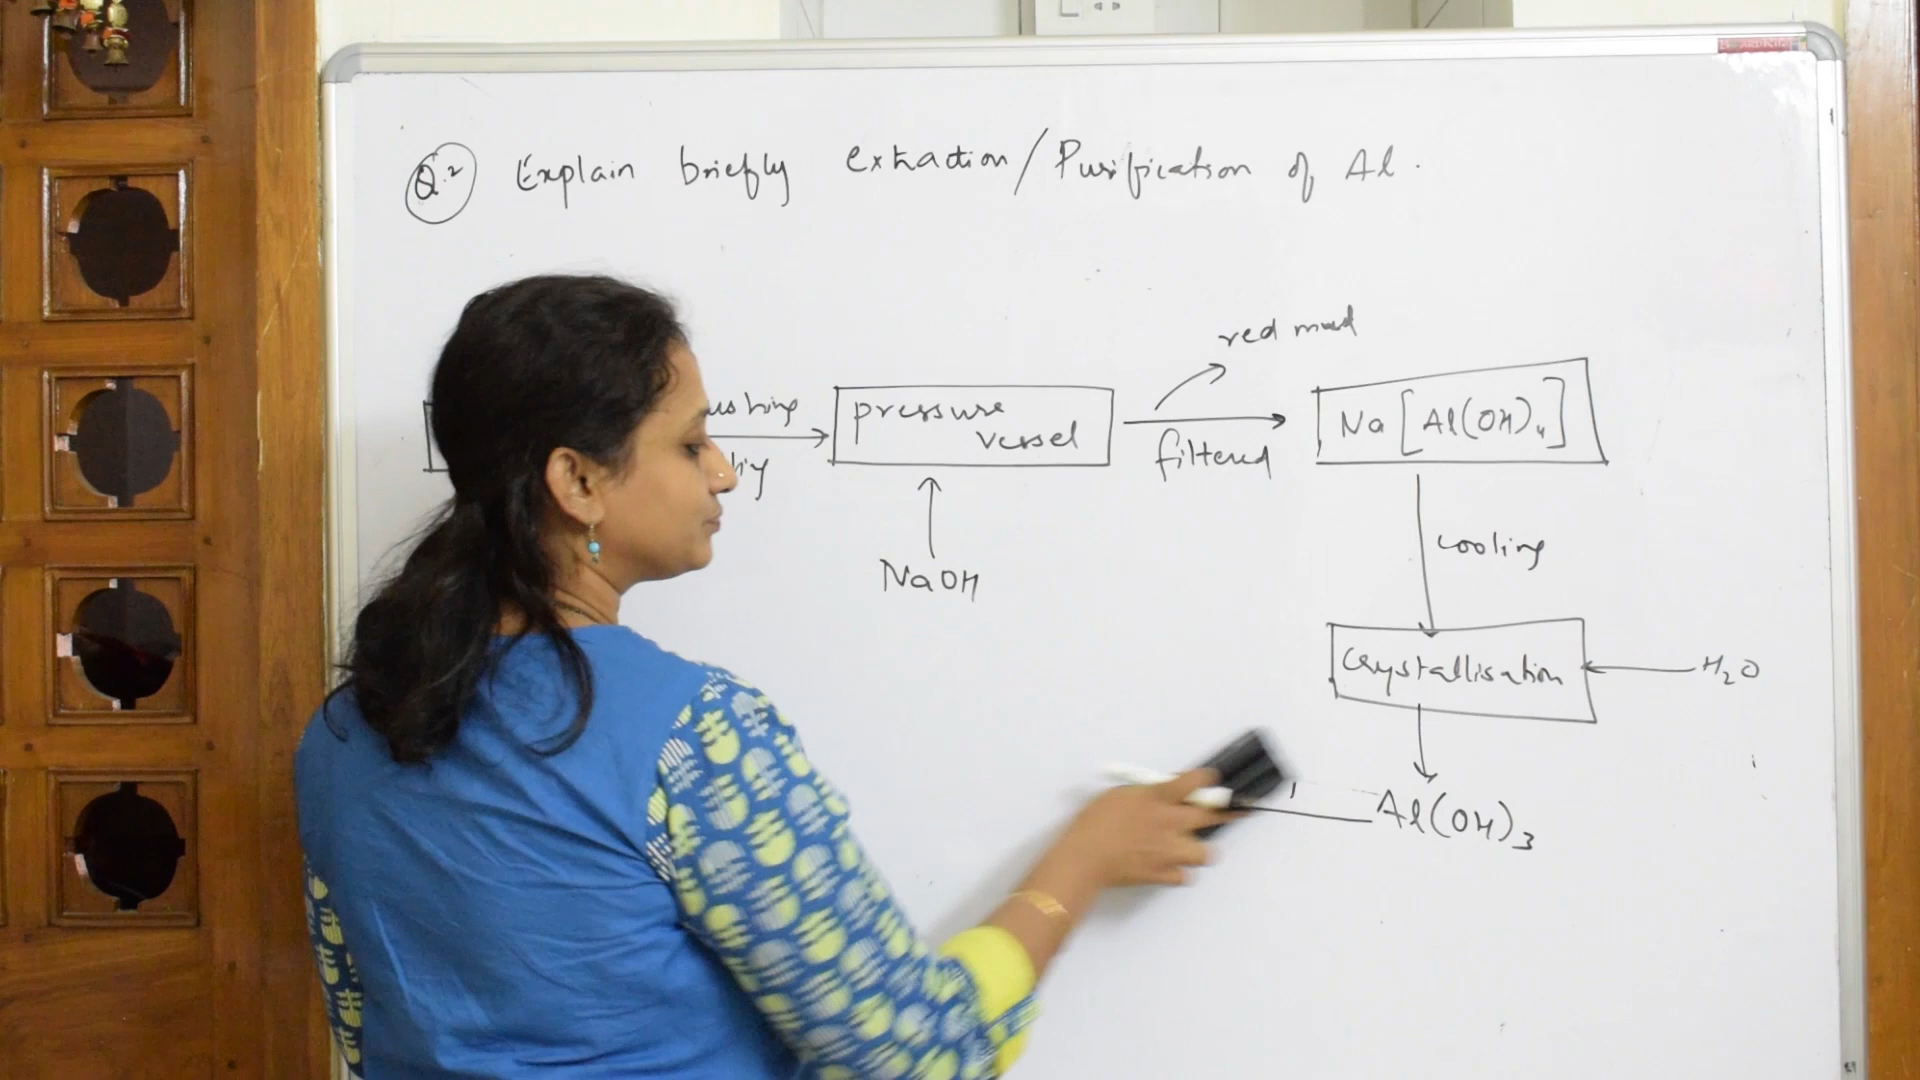 Q.2 Explain briefly extraction/Purification of Al.
red mud
pressure
vessel
filtered
Na[Al(OH)4]
NaOH
cooling
Crystallisation
H2O
Al(OH)3